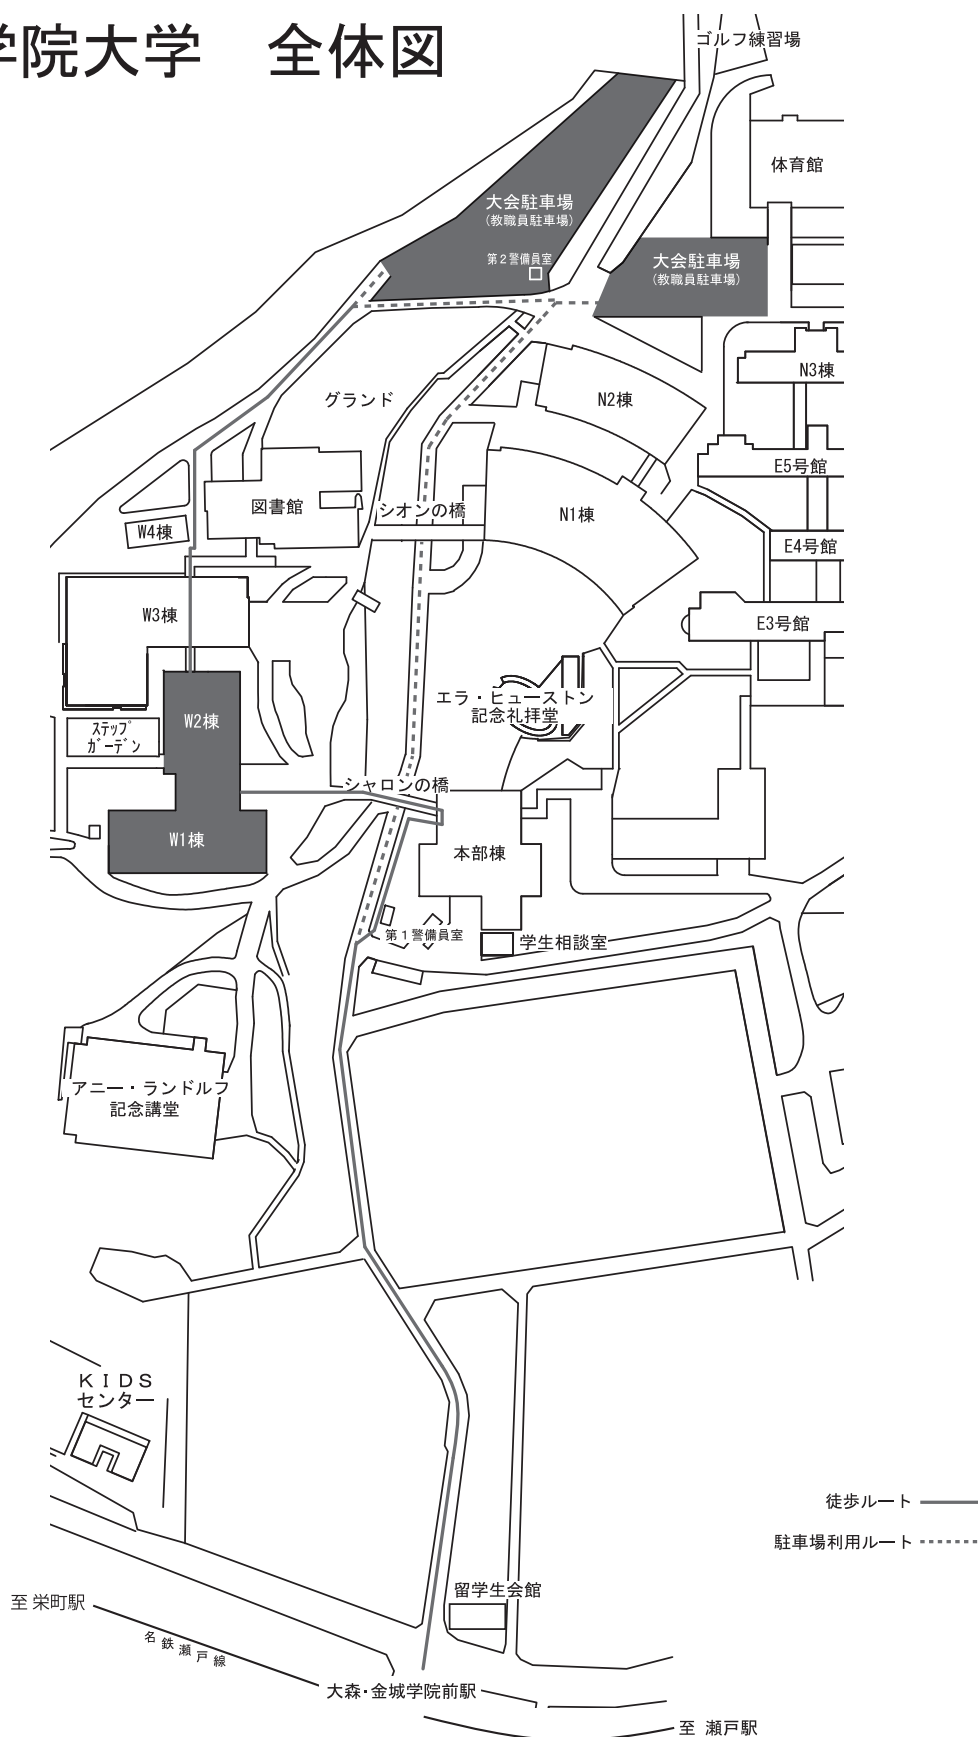 学院大学　全体図
ゴルフ練習場
体育館
大会駐車場
(教職員駐車場)
第2警備員室
大会駐車場
(教職員駐車場)
N3棟
グランド
N2棟
E5号館
図書館
シオンの橋
N1棟
W4棟
E4号館
W3棟
E3号館
エラ・ヒューストン
記念礼拝堂
W2棟
ステップ
ガーデン
シャロンの橋
W1棟
本部棟
第1警備員室
学生相談室
アニー・ランドルフ
記念講堂
KIDS
センター
徒歩ルート
駐車場利用ルート
留学生会館
至 栄町駅
名鉄瀬戸線
大森・金城学院前駅
至 瀬戸駅